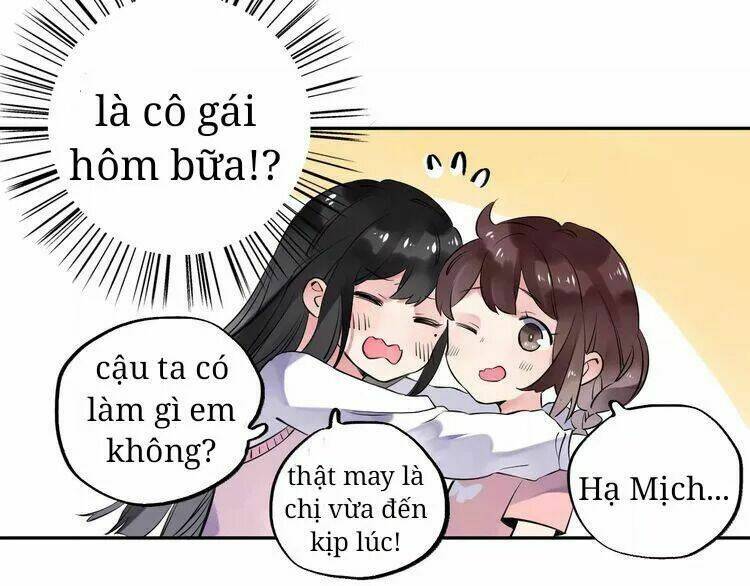 là cô gái
hôm bữa!?
cậu ta có
làm gì em
không?
thật may là
chị vừa đến
kịp lúc!
Hạ Mịch...